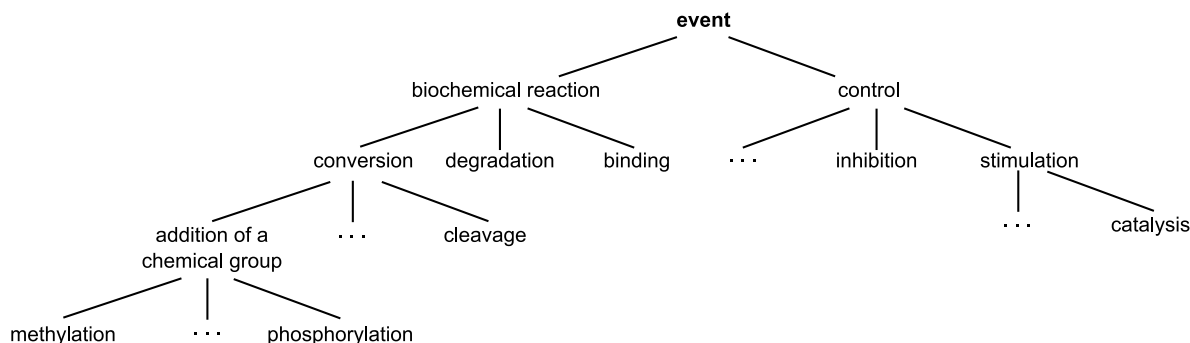 event
biochemical reaction
control
conversion
degradation
binding
. . .
inhibition
stimulation
addition of a
chemical group
. . .
cleavage
. . .
catalysis
methylation
. . .
phosphorylation